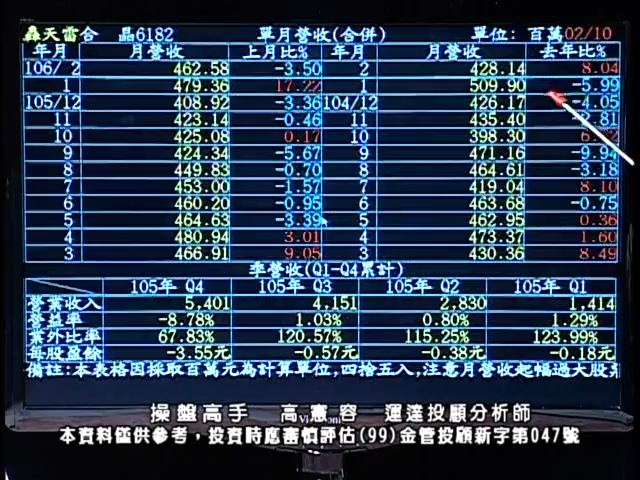 轟天雷合 晶6182 單月營收(合併) 單位: 百萬02/10
年月 月營收 上月比% 年月 月營收 去年比%
106/ 2 462.58 -3.50 2 428.14 8.04
1 479.36 17.22 1 509.90 -5.99
105/12 408.92 -3.36 104/12 426.17 -4.05
11 423.14 -0.46 11 435.40 -2.81
10 425.08 0.17 10 398.30
9 424.34 -5.67 9 471.16 -9.94
8 449.83 -0.70 8 464.61 -3.18
7 453.00 -1.57 7 419.04 8.10
6 460.20 -0.95 6 463.68 -0.75
5 464.63 -3.39 5 462.95 0.36
4 480.94 3.01 4 473.37 1.60
3 466.91 9.05 3 430.36 8.49
季營收(Q1-Q4累計)
105年 Q4 105年 Q3 105年 Q2 105年 Q1
營業收入 5,401 4,151 2,830 1,414
營益率 -8.78% 1.03% 0.80% 1.29%
業外比率 67.83% 120.57% 115.25% 123.99%
每股盈餘 -3.55元 -0.57元 -0.38元 -0.18元
備註:本表格因採取百萬元為計算單位,四捨五入,注意月營收起幅過大股
操盤高手 高憲容 運達投顧分析師
本資料僅供參考，投資時應審慎評估(99)金管投顧新字第047號